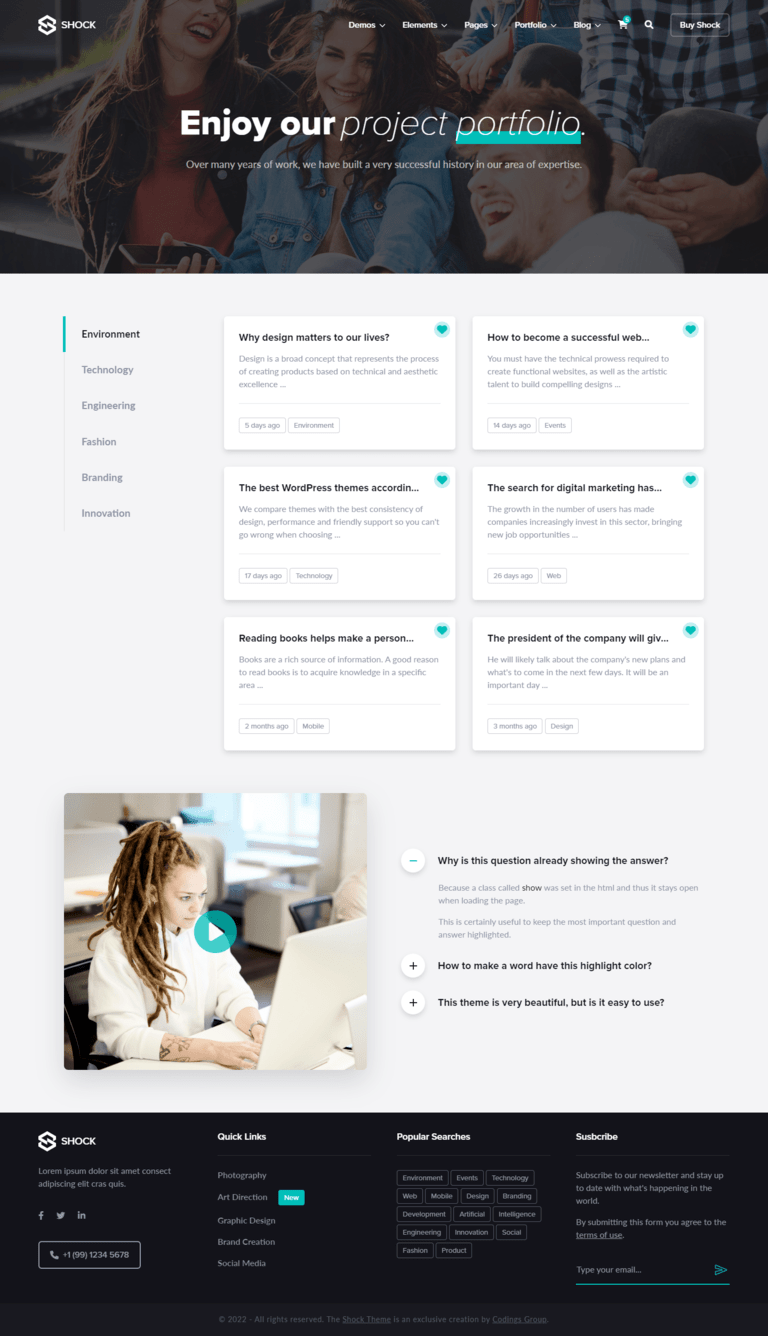 SHOCK
Demos Elements Pages Portfolio Blog 5 Buy Shock
Enjoy our project portfolio.
Over many years of work, we have built a very successful history in our area of expertise.
Environment
Technology
Engineering
Fashion
Branding
Innovation
Why design matters to our lives?
Design is a broad concept that represents the process
of creating products based on technical and aesthetic
excellence ...
5 days ago Environment
How to become a successful web...
You must have the technical prowess required to
create functional websites, as well as the artistic
talent to build compelling designs ...
14 days ago Events
The best WordPress themes accordin...
We compare themes with the best consistency of
design, performance and friendly support so you can't
go wrong when choosing ...
17 days ago Technology
The search for digital marketing has...
The growth in the number of users has made
companies increasingly invest in this sector, bringing
new job opportunities ...
26 days ago Web
Reading books helps make a person...
Books are a rich source of information. A good reason
to read books is to acquire knowledge in a specific
area ...
2 months ago Mobile
The president of the company will giv...
He will likely talk about the company's new plans and
what's to come in the next few days. It will be an
important day ...
3 months ago Design
Why is this question already showing the answer?
Because a class called show was set in the html and thus it stays open
when loading the page.
This is certainly useful to keep the most important question and
answer highlighted.
How to make a word have this highlight color?
This theme is very beautiful, but is it easy to use?
SHOCK
Lorem ipsum dolor sit amet consect
adipiscing elit cras quis.
+1 (99) 1234 5678
Quick Links
Photography
Art Direction New
Graphic Design
Brand Creation
Social Media
Popular Searches
Environment Events Technology
Web Mobile Design Branding
Development Artificial Intelligence
Engineering Innovation Social
Fashion Product
Susbcribe
Subscribe to our newsletter and stay up
to date with what's happening in the
world.
By submitting this form you agree to the
terms of use.
Type your email...
© 2022 - All rights reserved. The Shock Theme is an exclusive creation by Codings Group.